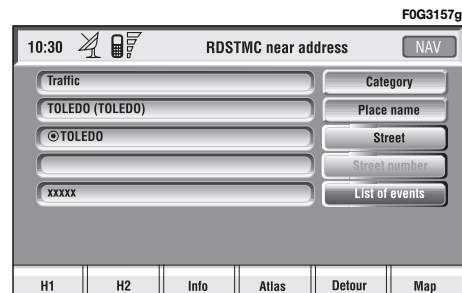 F0G3157g
10:30 RDSTMC near address NAV
Traffic Category
TOLEDO (TOLEDO) Place name
TOLEDO Street
Street number
xxxxx List of events
H1 H2 Info Atlas Detour Map